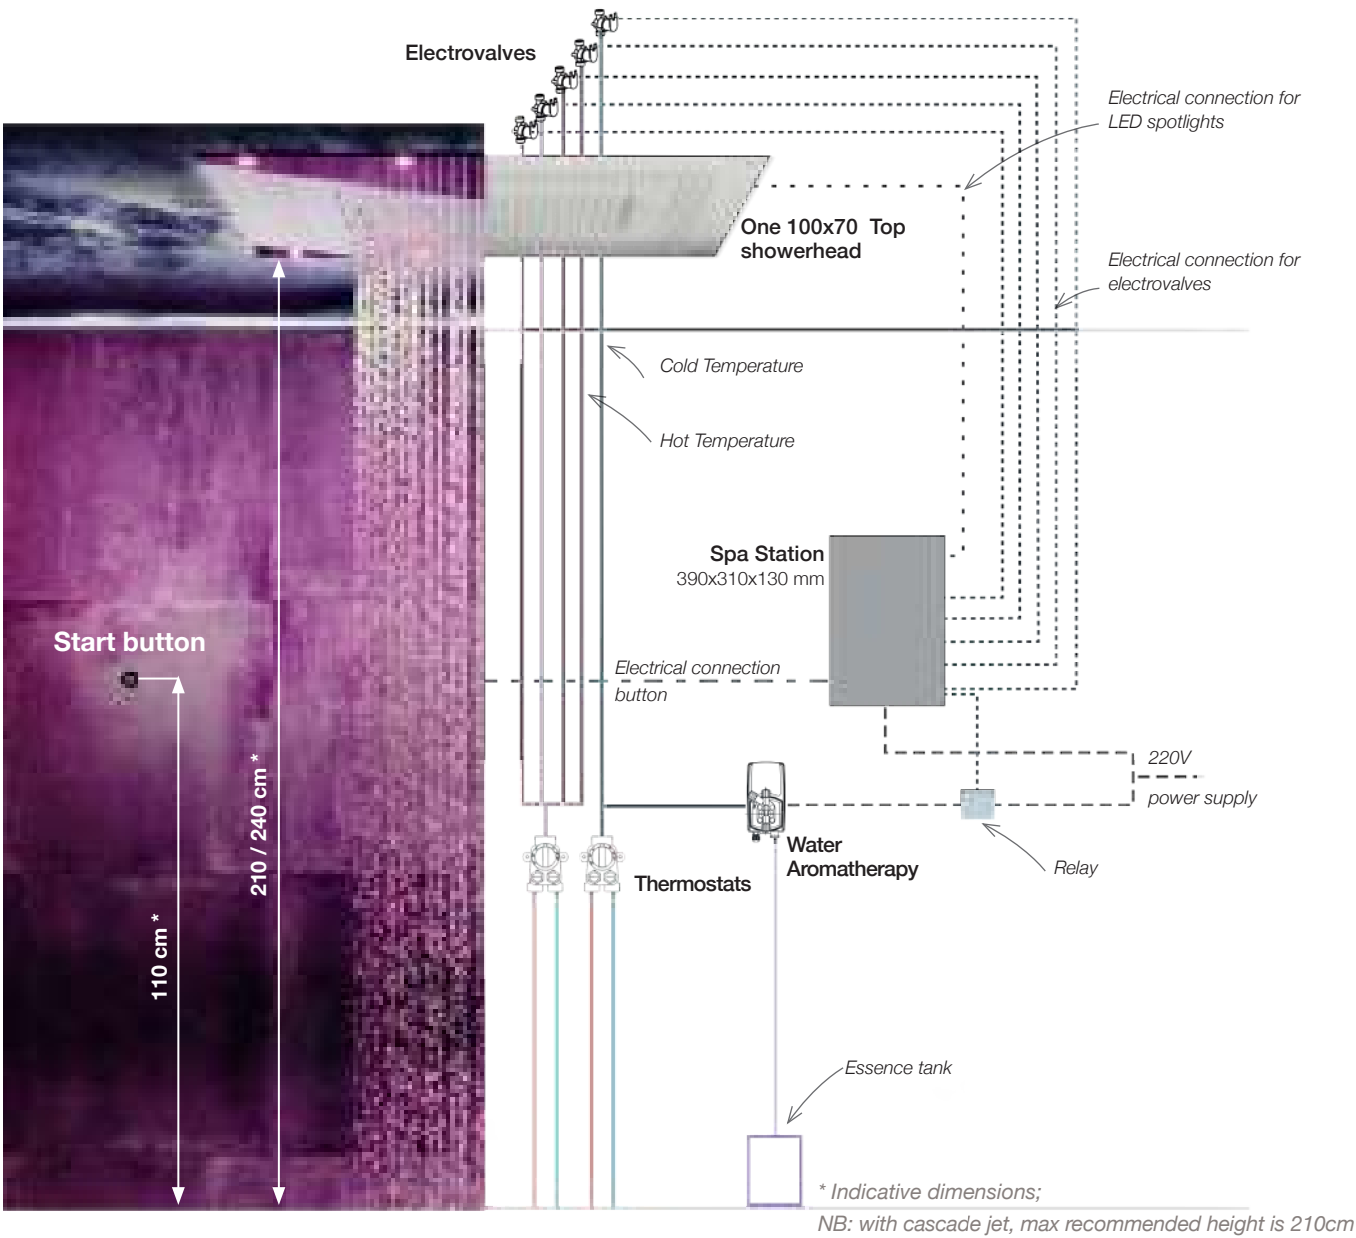 Electrovalves
Electrical connection for
LED spotlights
One 100x70 Top
showerhead
Electrical connection for
electrovalves
Cold Temperature
Hot Temperature
Spa Station
390x310x130 mm
Start button
Electrical connection
button
210 / 240 cm *
110 cm *
220V
power supply
Water
Aromatherapy
Relay
Thermostats
Essence tank
* Indicative dimensions;
NB: with cascade jet, max recommended height is 210cm